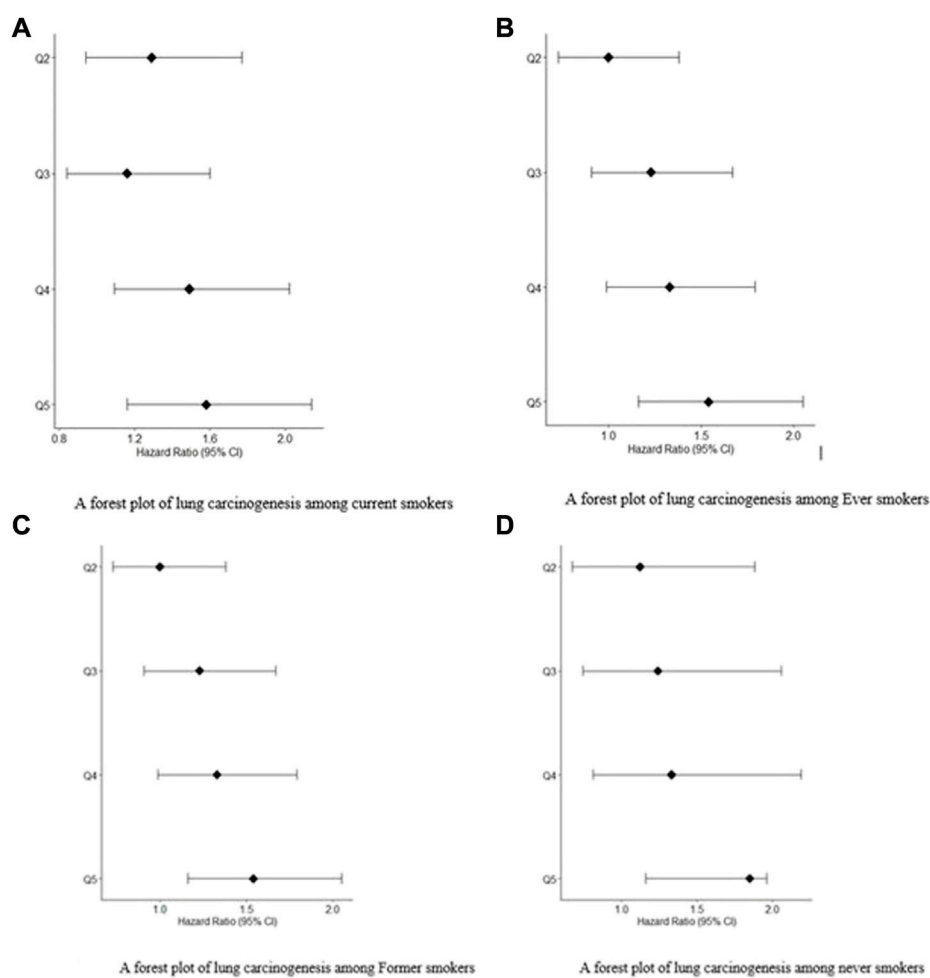 A
Q2
Q3
Q4
Q5
0.8 1.2 1.6 2.0
Hazard Ratio (95% CI)
A forest plot of lung carcinogenesis among current smokers
B
Q2
Q3
Q4
Q5
1.0 1.5 2.0
Hazard Ratio (95% CI)
A forest plot of lung carcinogenesis among Ever smokers
C
Q2
Q3
Q4
Q5
1.0 1.5 2.0
Hazard Ratio (95% CI)
A forest plot of lung carcinogenesis among Former smokers
D
Q2
Q3
Q4
Q5
1.0 1.5 2.0
Hazard Ratio (95% CI)
A forest plot of lung carcinogenesis among never smokers